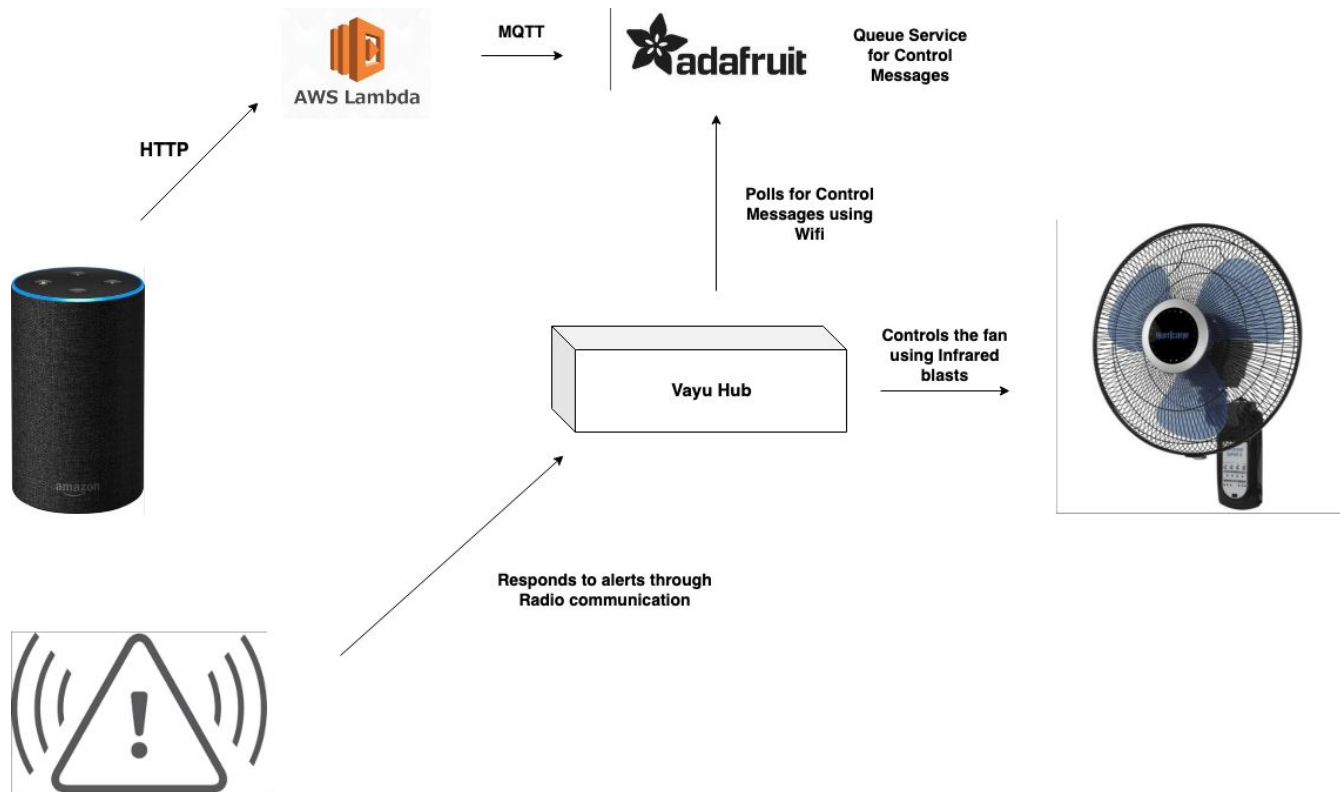 MQTT
adafruit
Queue Service
for Control
Messages
AWS Lambda
HTTP
Polls for Control
Messages using
Wifi
Vayu Hub
Controls the fan
using Infrared
blasts
amazon
Responds to alerts through
Radio communication
!